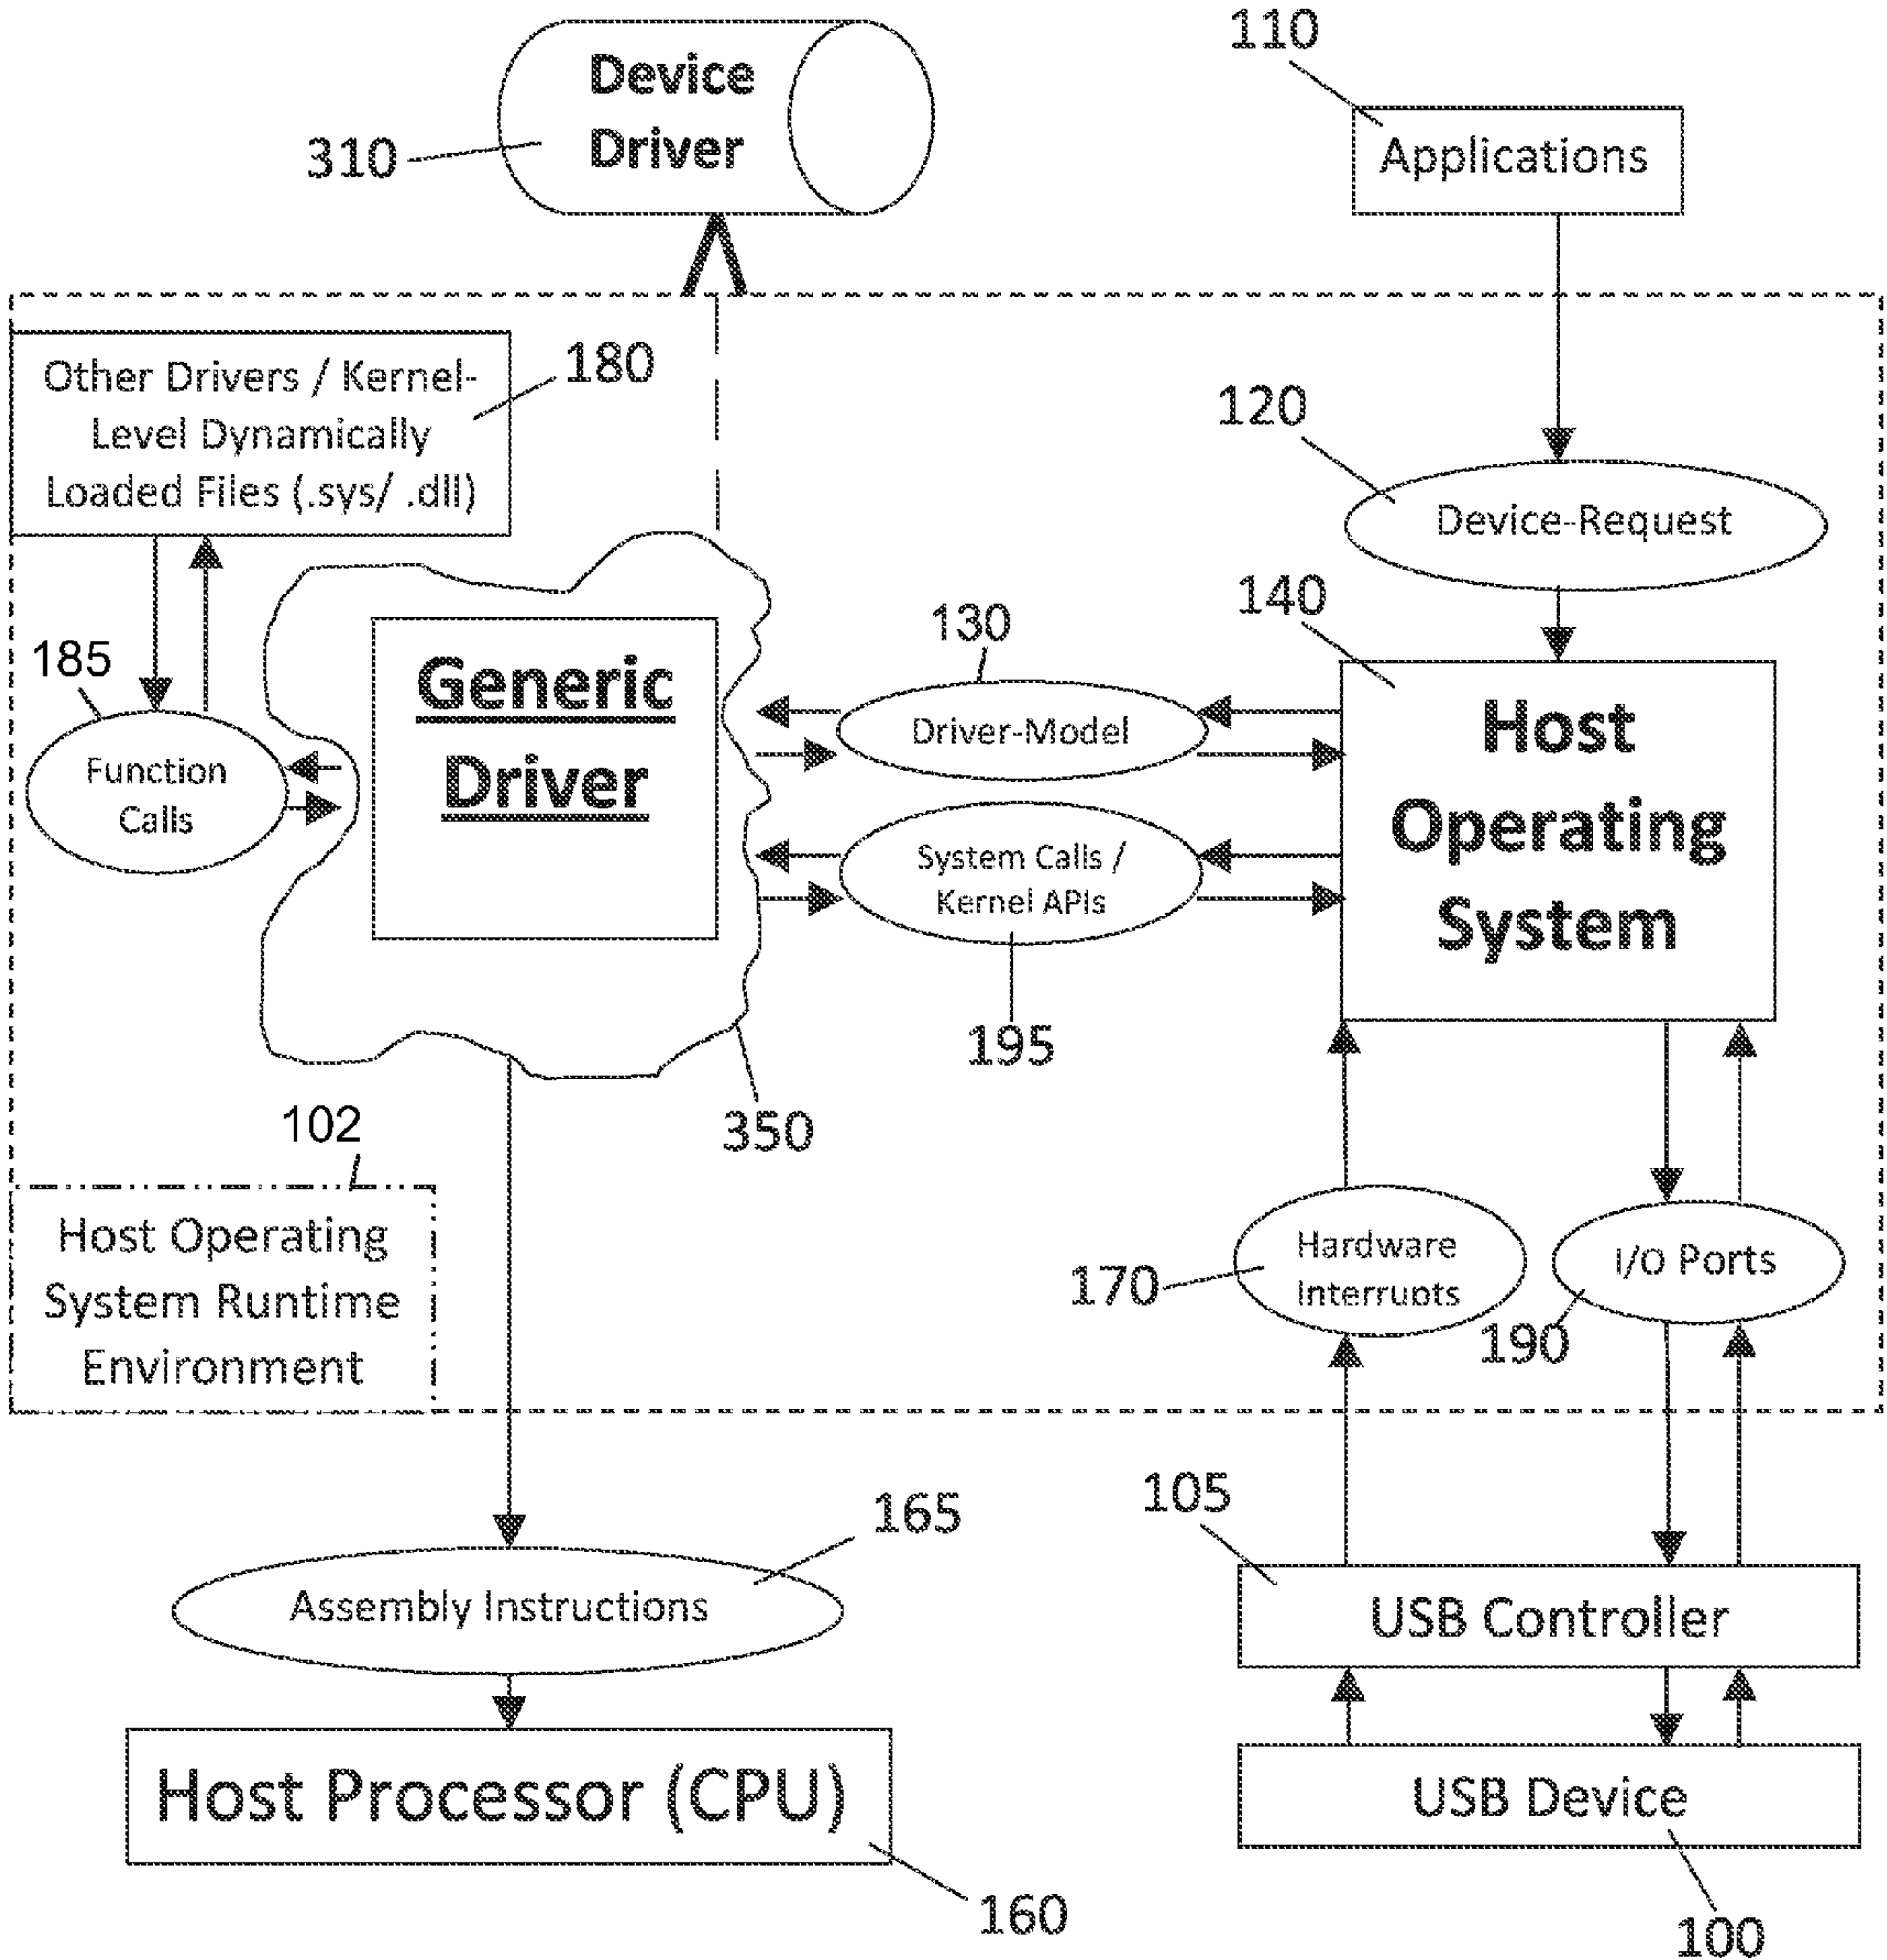 110
Device
Driver
310
Applications
Other Drivers / Kernel-
Level Dynamically
Loaded Files (.sys/ .dll)
180
120
Device-Request
140
130
185
Generic
Driver
Driver-Model
Host
Operating
System
Function
Calls
System Calls /
Kernel APIs
195
350
102
Host Operating
System Runtime
Environment
Hardware
Interrupts
170
I/O Ports
190
105
165
Assembly Instructions
USB Controller
Host Processor (CPU)
USB Device
160
100